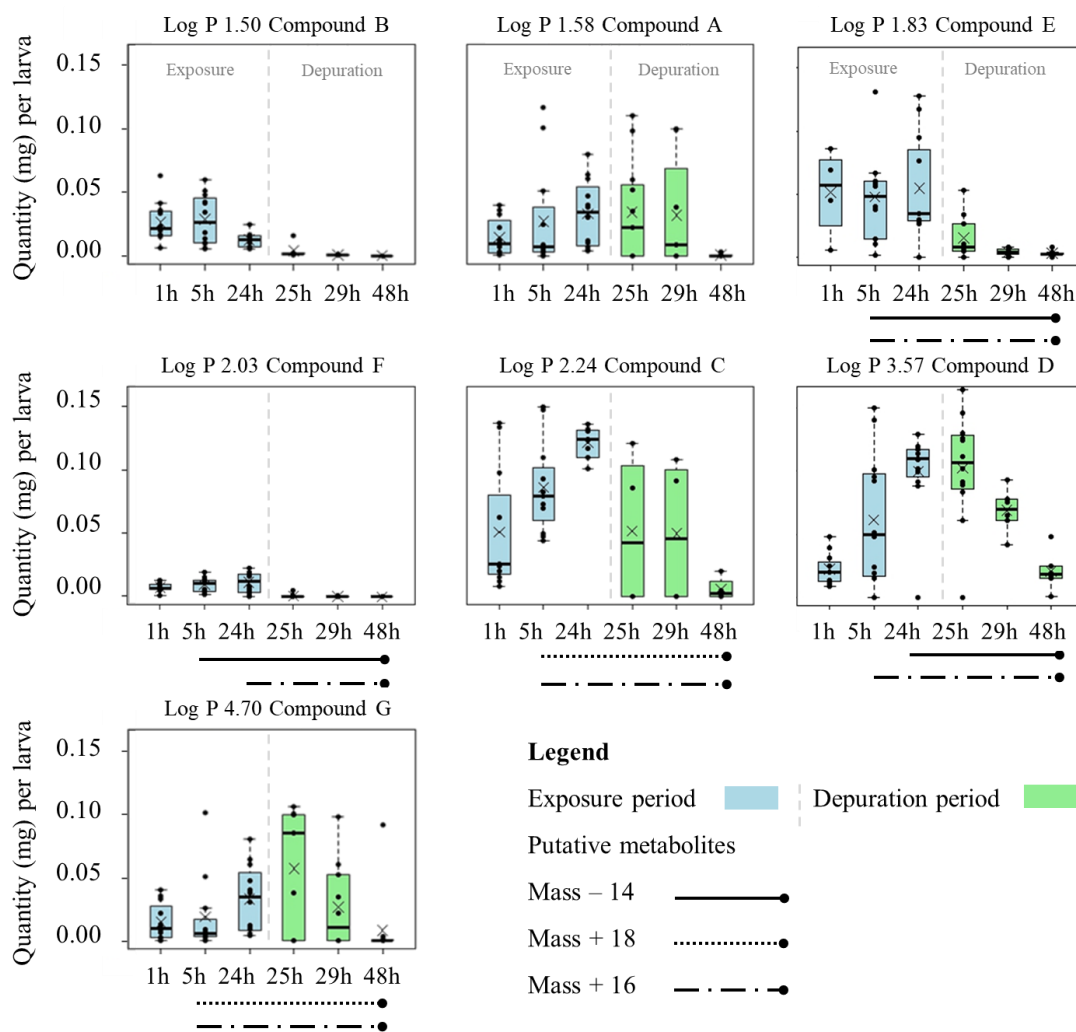 Log P 1.50 Compound B
Log P 1.58 Compound A
Log P 1.83 Compound E
Quantity (mg) per larva
0.15
0.10
0.05
0.00
Exposure
Depuration
Exposure
Depuration
Exposure
Depuration
1h 5h 24h 25h 29h 48h
1h 5h 24h 25h 29h 48h
1h 5h 24h 25h 29h 48h
Log P 2.03 Compound F
Log P 2.24 Compound C
Log P 3.57 Compound D
Quantity (mg) per larva
0.15
0.10
0.05
0.00
1h 5h 24h 25h 29h 48h
1h 5h 24h 25h 29h 48h
1h 5h 24h 25h 29h 48h
Log P 4.70 Compound G
Quantity (mg) per larva
0.15
0.10
0.05
0.00
1h 5h 24h 25h 29h 48h
Legend
Exposure period
Depuration period
Putative metabolites
Mass – 14
Mass + 18
Mass + 16